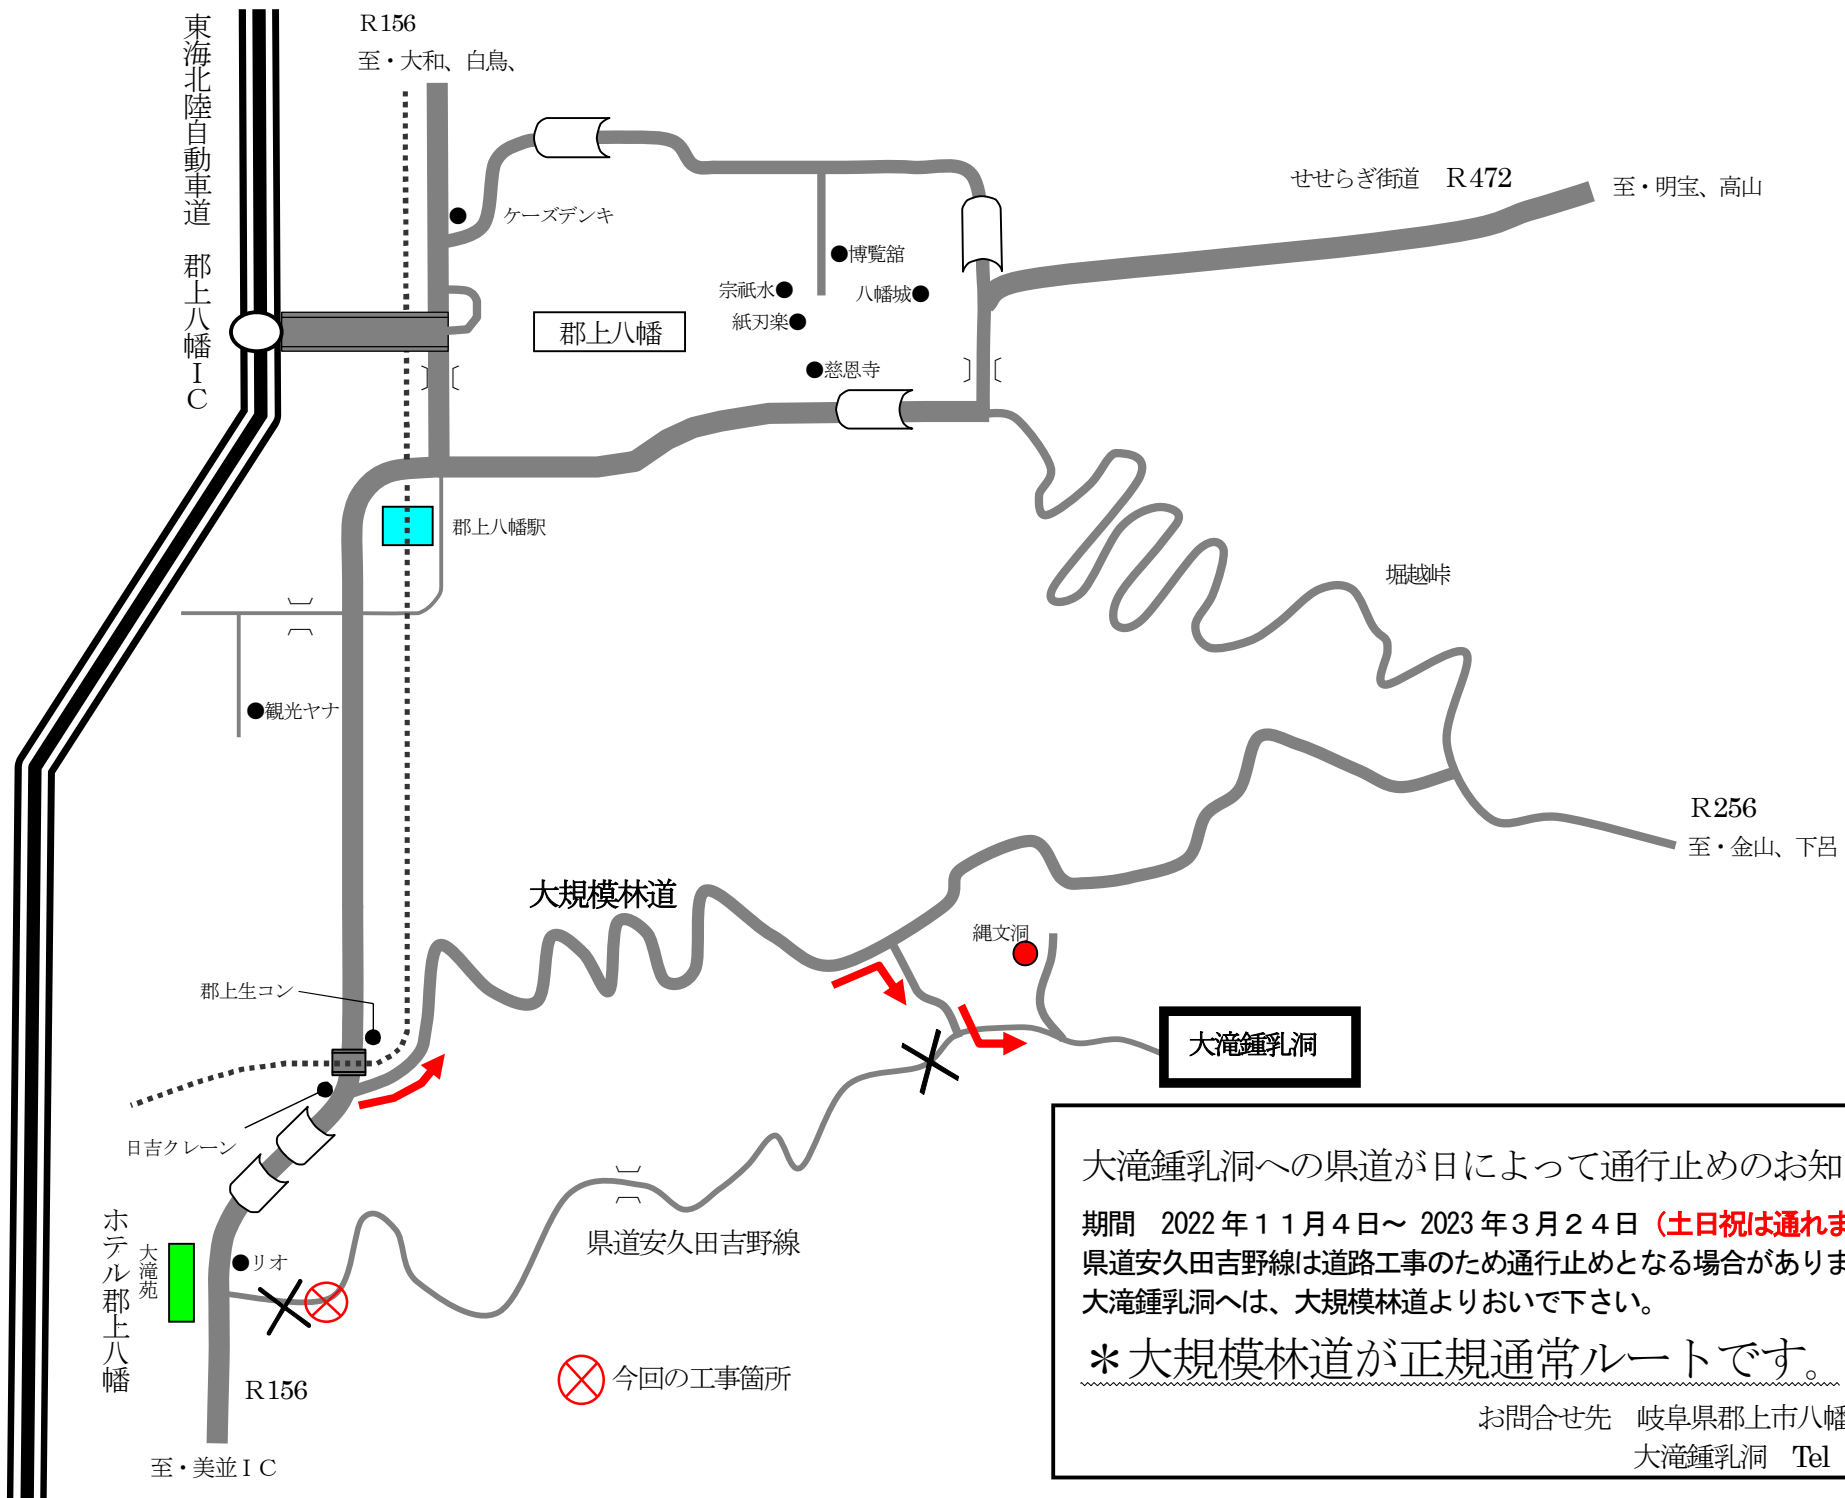 東海北陸自動車道 郡上八幡ＩＣ
Ｒ156
至・大和、白鳥、
ケーズデンキ
せせらぎ街道 Ｒ472
至・明宝、高山
●博覧舘
宗祇水●
八幡城●
紙刃楽●
郡上八幡
●慈恩寺
郡上八幡駅
堀越峠
●観光ヤナ
Ｒ256
至・金山、下呂
大規模林道
縄文洞
郡上生コン
大滝鍾乳洞
日吉クレーン
県道安久田吉野線
ホテル郡上八幡
大滝苑
●リオ
今回の工事箇所
Ｒ156
至・美並ＩＣ
大滝鍾乳洞への県道が日によって通行止めのお知
期間 2022年１１月４日～ 2023年３月２４日（土日祝は通れま
県道安久田吉野線は道路工事のため通行止めとなる場合がありま
大滝鍾乳洞へは、大規模林道よりおいで下さい。
＊大規模林道が正規通常ルートです。
お問合せ先 岐阜県郡上市八幡
大滝鍾乳洞 Tel